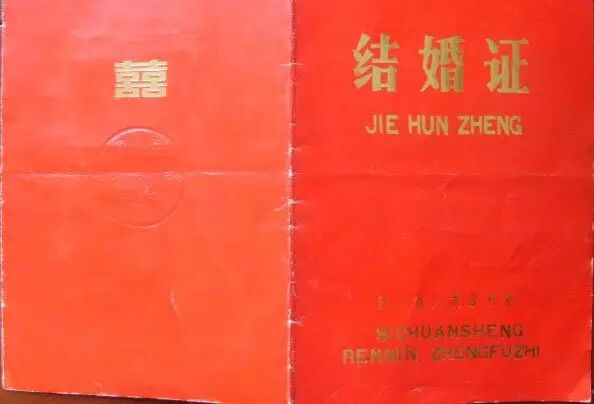 囍
结婚证
JIE HUN ZHENG
SICHUANSHENG
RENMIN ZHENGFUZHI